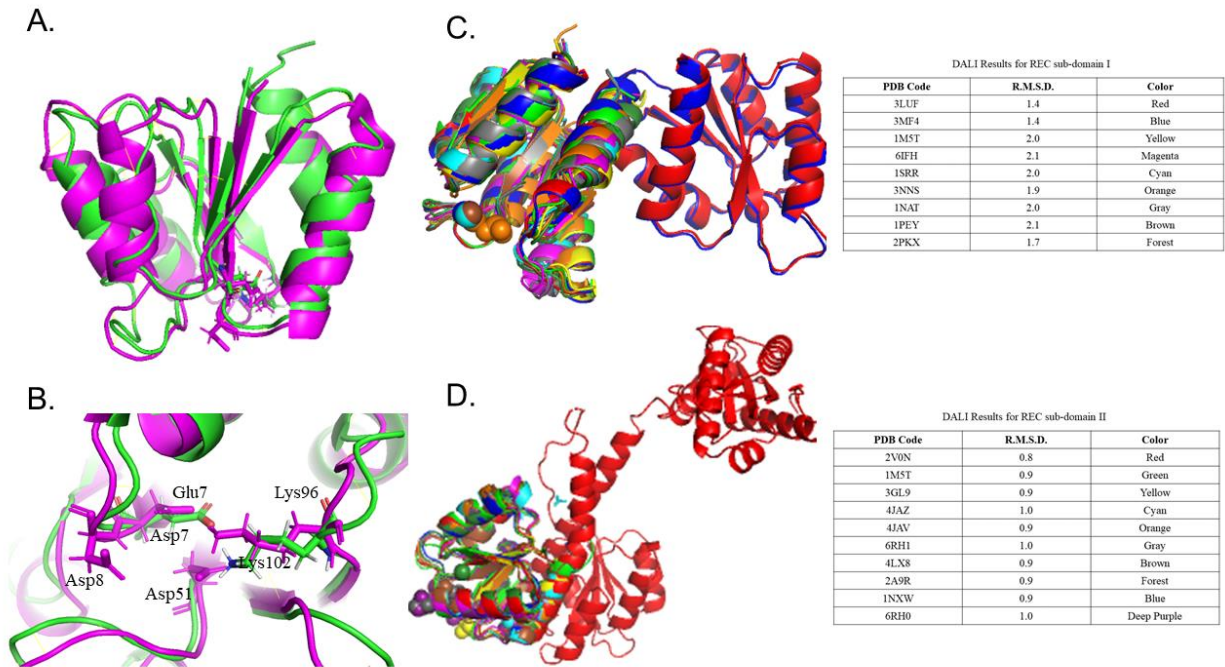 A.
C.
DALI Results for REC sub-domain I
PDB Code R.M.S.D. Color
3LUF 1.4 Red
3MF4 1.4 Blue
1M5T 2.0 Yellow
6IFH 2.1 Magenta
1SRR 2.0 Cyan
3NNS 1.9 Orange
1NAT 2.0 Gray
1PEY 2.1 Brown
2PKX 1.7 Forest
B.
Glu7
Lys96
Asp7
Lys102
Asp8
Asp51
D.
DALI Results for REC sub-domain II
PDB Code R.M.S.D. Color
2V0N 0.8 Red
1M5T 0.9 Green
3GL9 0.9 Yellow
4JAZ 1.0 Cyan
4JAV 0.9 Orange
6RH1 1.0 Gray
4LX8 0.9 Brown
2A9R 0.9 Forest
1NXW 0.9 Blue
6RH0 1.0 Deep Purple